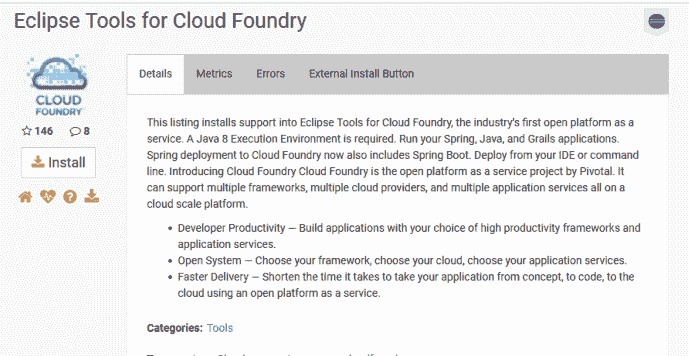 Eclipse Tools for Cloud Foundry
CLOUD
FOUNDRY
146 8
Install
Details Metrics Errors External Install Button
This listing installs support into Eclipse Tools for Cloud Foundry, the industry's first open platform as a
service. A Java 8 Execution Environment is required. Run your Spring, Java, and Grails applications.
Spring deployment to Cloud Foundry now also includes Spring Boot. Deploy from your IDE or command
line. Introducing Cloud Foundry Cloud Foundry is the open platform as a service project by Pivotal. It
can support multiple frameworks, multiple cloud providers, and multiple application services all on a
cloud scale platform.
• Developer Productivity — Build applications with your choice of high productivity frameworks and
application services.
• Open System — Choose your framework, choose your cloud, choose your application services.
• Faster Delivery — Shorten the time it takes to take your application from concept, to code, to the
cloud using an open platform as a service.
Categories: Tools